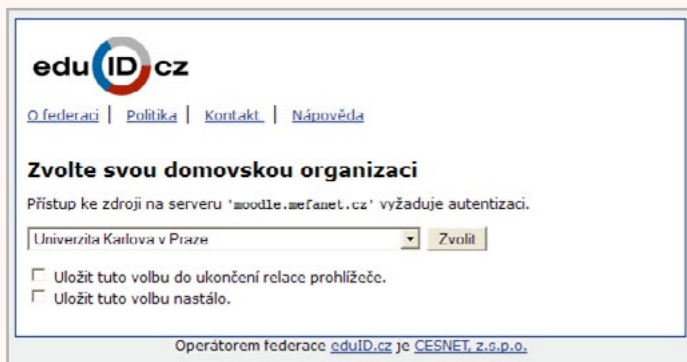 eduID.cz
O federaci | Politika | Kontakt | Nápověda
Zvolte svou domovskou organizaci
Přístup ke zdroji na serveru 'moodle.mefanet.cz' vyžaduje autentizaci.
Univerzita Karlova v Praze Zvolit
Uložit tuto volbu do ukončení relace prohlížeče.
Uložit tuto volbu nastálo.
Operátorem federace eduID.cz je CESNET, z.s.p.o.